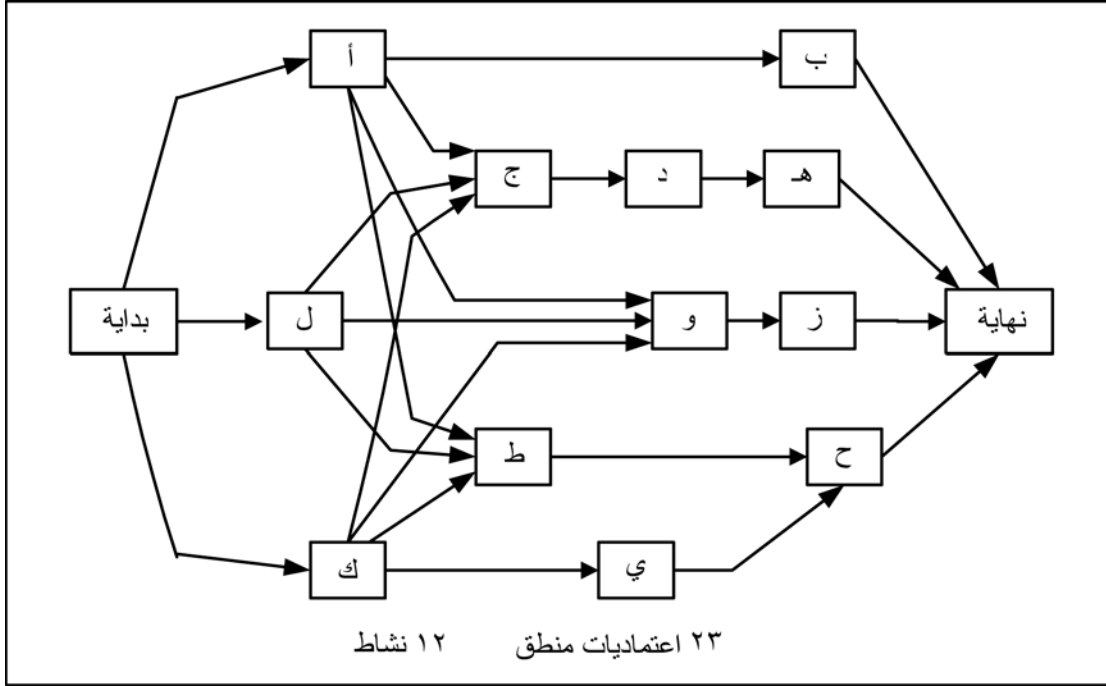 أ
ب
ج
د
هـ
بداية
ل
و
ز
نهاية
ط
ح
ك
ي
٢٣ اعتماديات منطق
١٢ نشاط